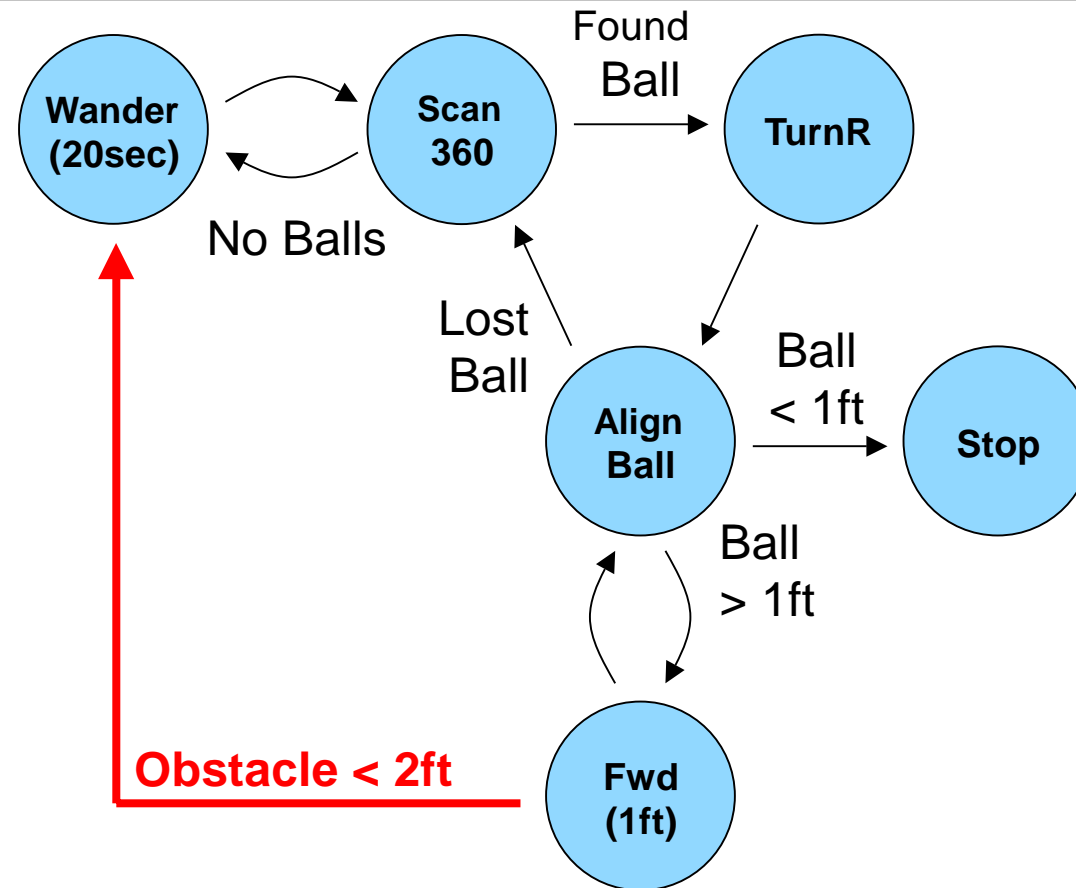 Found
Ball
Wander
(20sec)
Scan
360
TurnR
No Balls
Lost
Ball
Ball
< 1ft
Align
Ball
Stop
Ball
> 1ft
Obstacle < 2ft
Fwd
(1ft)